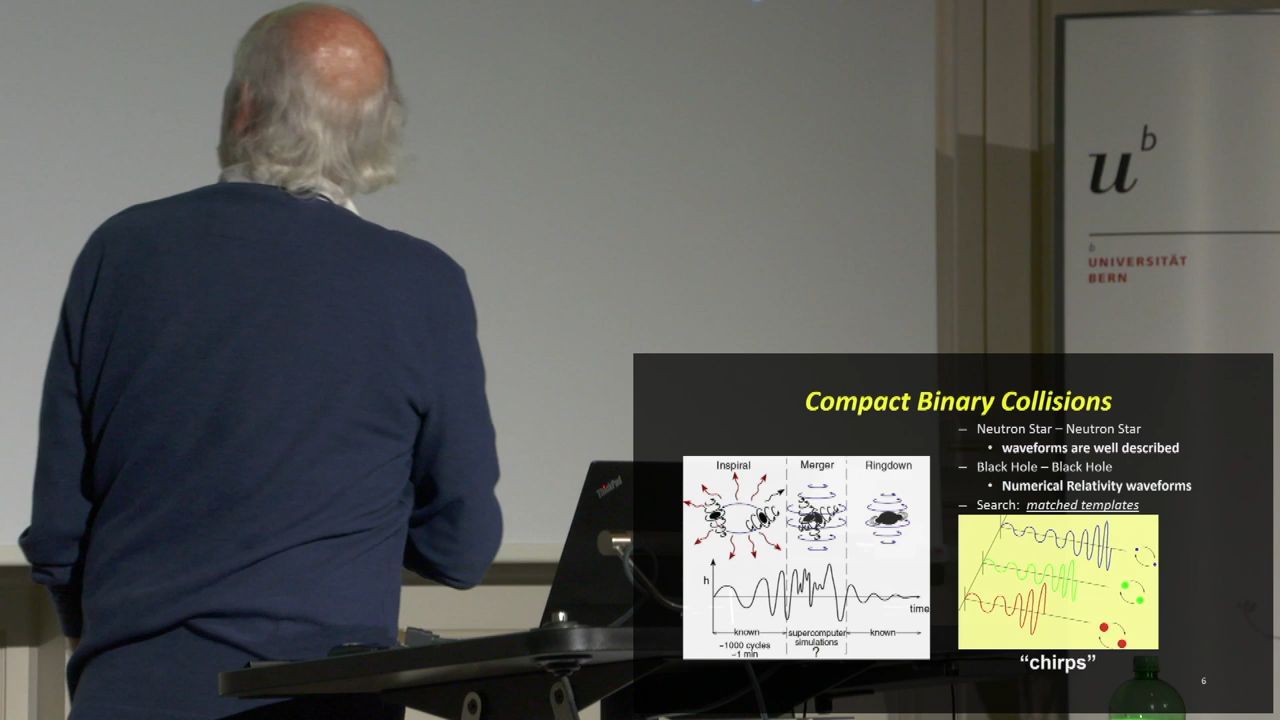 u^b
b
UNIVERSITÄT
BERN
ThinkPad
Compact Binary Collisions
– Neutron Star – Neutron Star
• waveforms are well described
– Black Hole – Black Hole
• Numerical Relativity waveforms
– Search: matched templates
Inspiral Merger Ringdown
h
time
known supercomputer known
simulations
~1000 cycles ?
~1 min
“chirps”
6